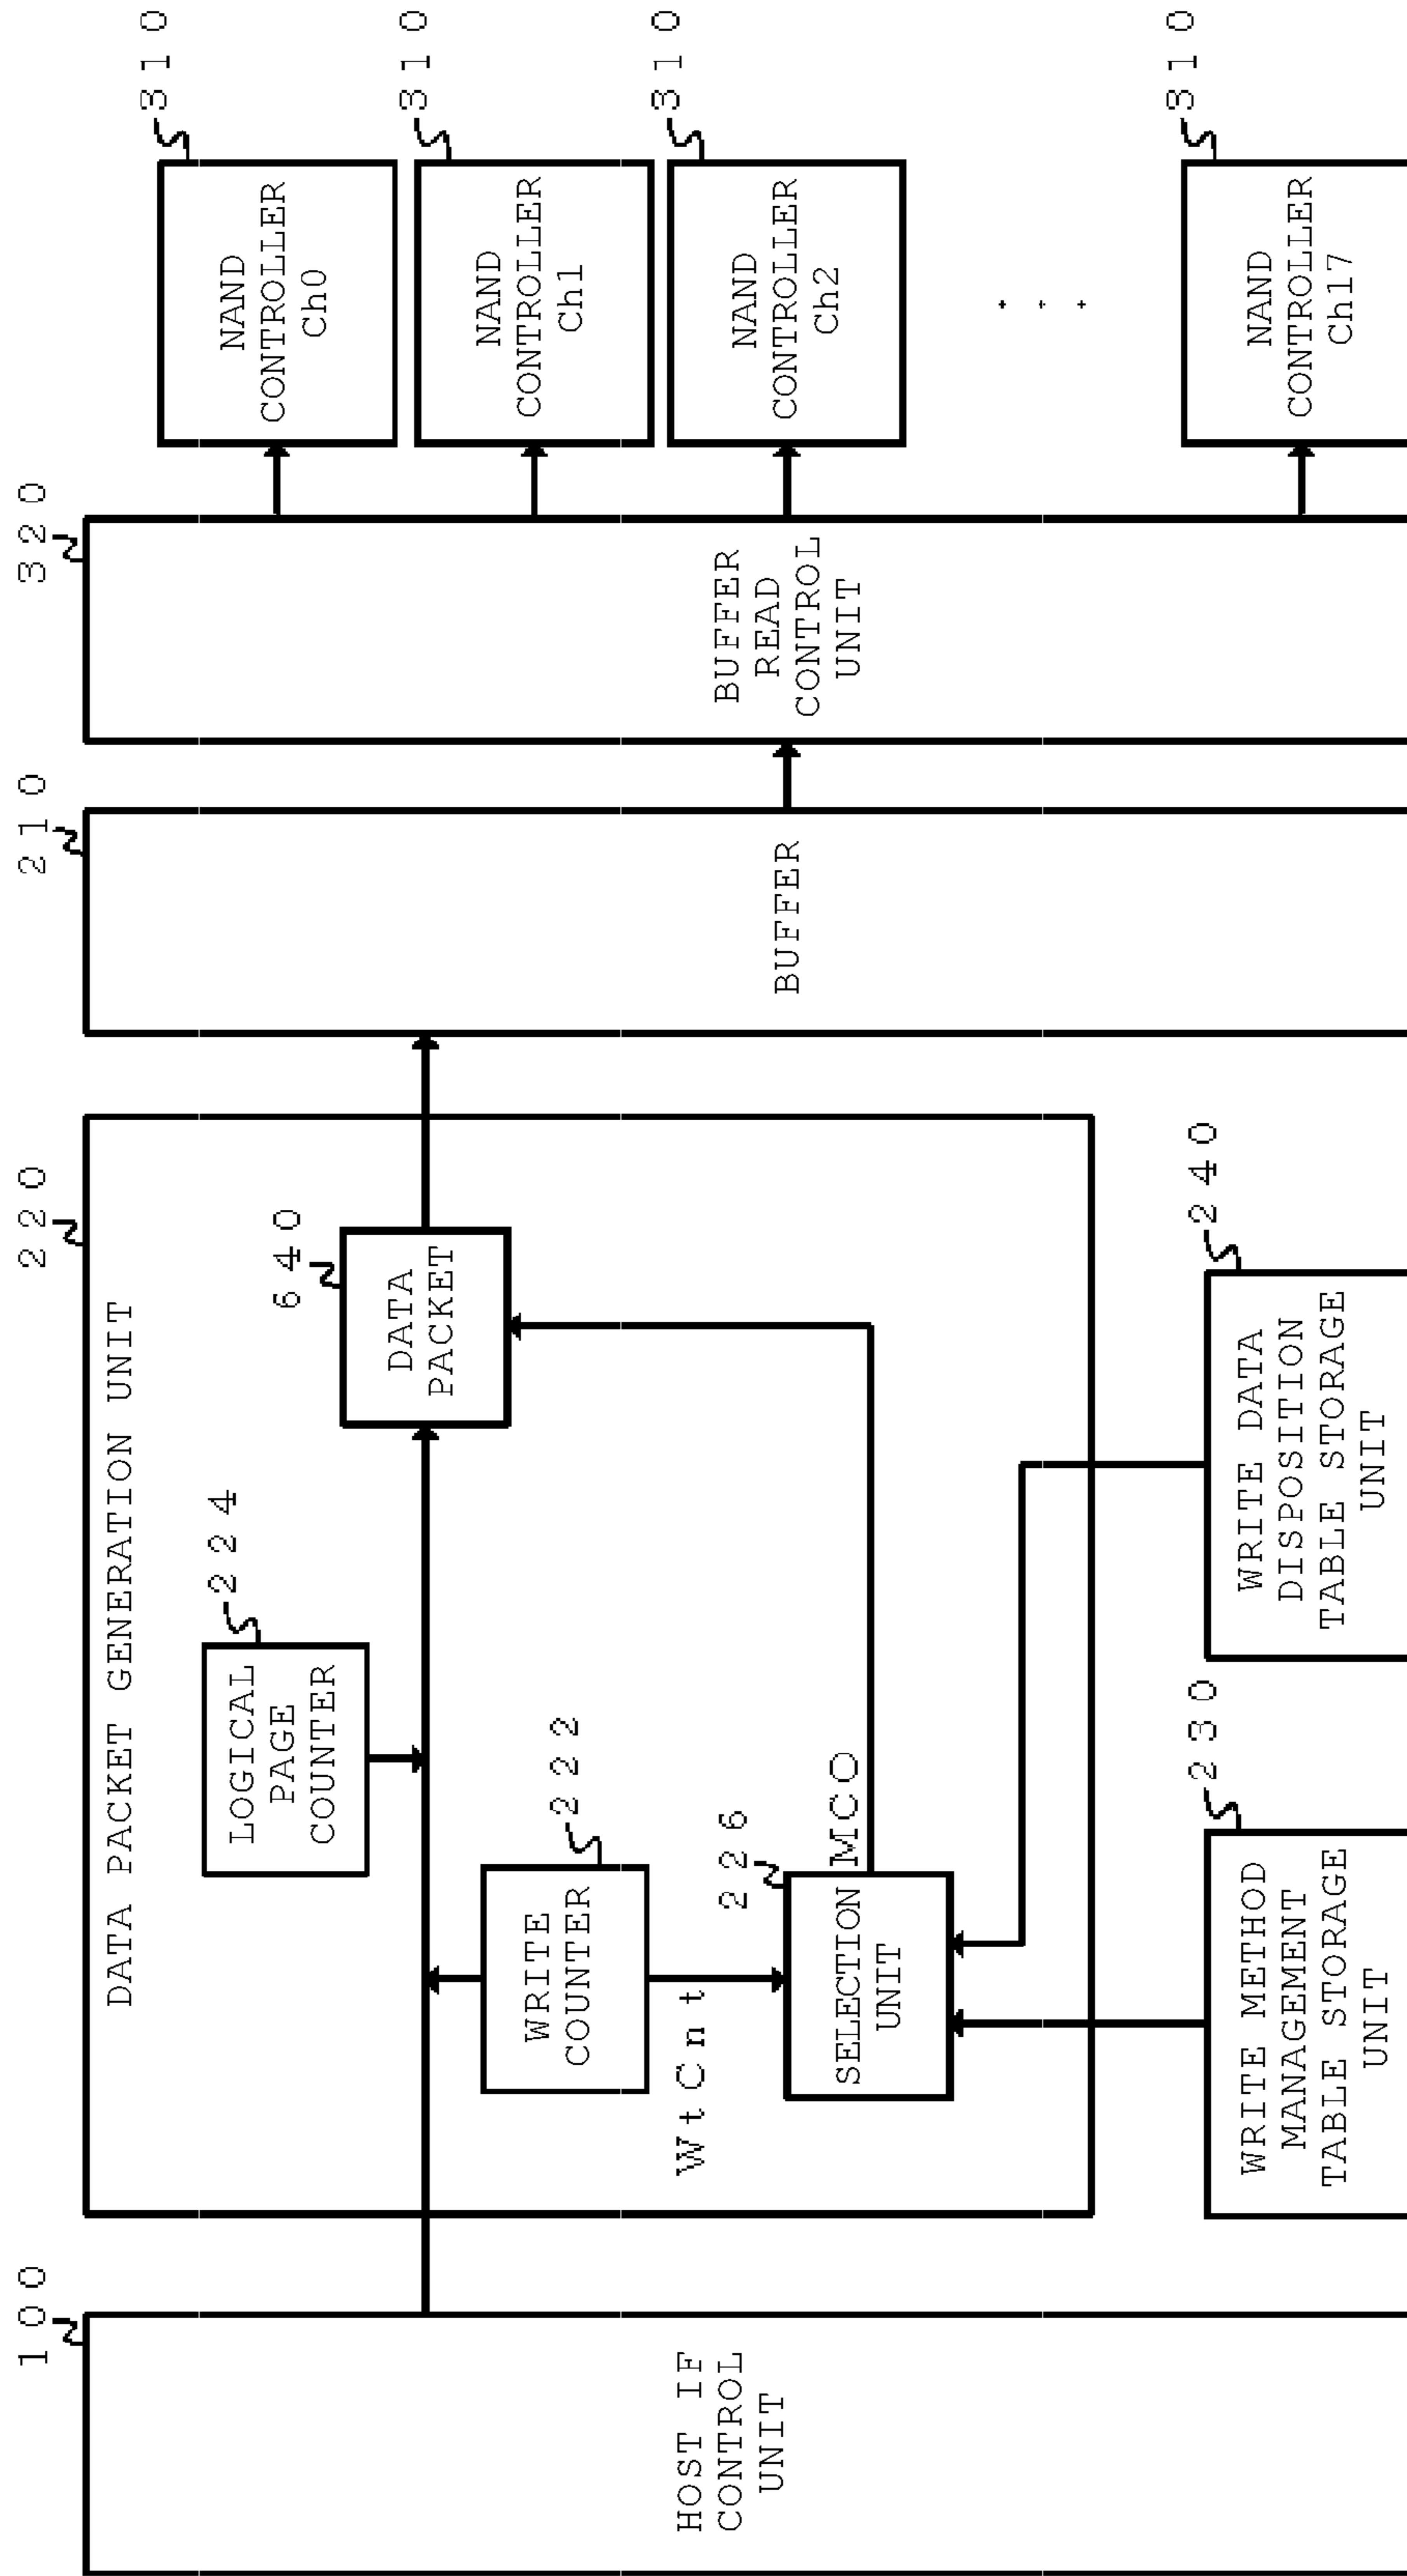 100
HOST IF
CONTROL
UNIT
220
DATA PACKET GENERATION UNIT
LOGICAL
PAGE
COUNTER
224
WRITE
COUNTER
222
WtCnt
226
SELECTION
UNIT
MCO
640
DATA
PACKET
WRITE METHOD
MANAGEMENT
TABLE STORAGE
UNIT
230
WRITE DATA
DISPOSITION
TABLE STORAGE
UNIT
240
210
BUFFER
320
BUFFER
READ
CONTROL
UNIT
NAND
CONTROLLER
Ch0
310
NAND
CONTROLLER
Ch1
310
NAND
CONTROLLER
Ch2
310
NAND
CONTROLLER
Ch17
310